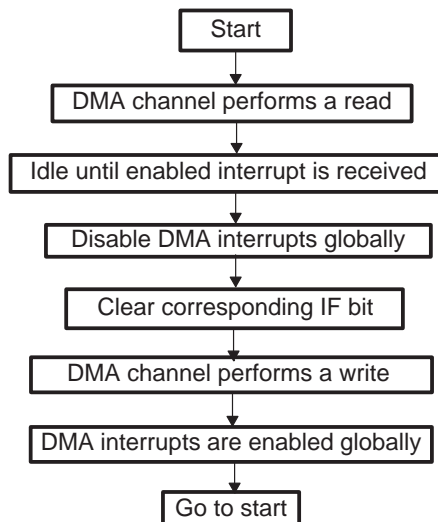 Start
DMA channel performs a read
Idle until enabled interrupt is received
Disable DMA interrupts globally
Clear corresponding IF bit
DMA channel performs a write
DMA interrupts are enabled globally
Go to start